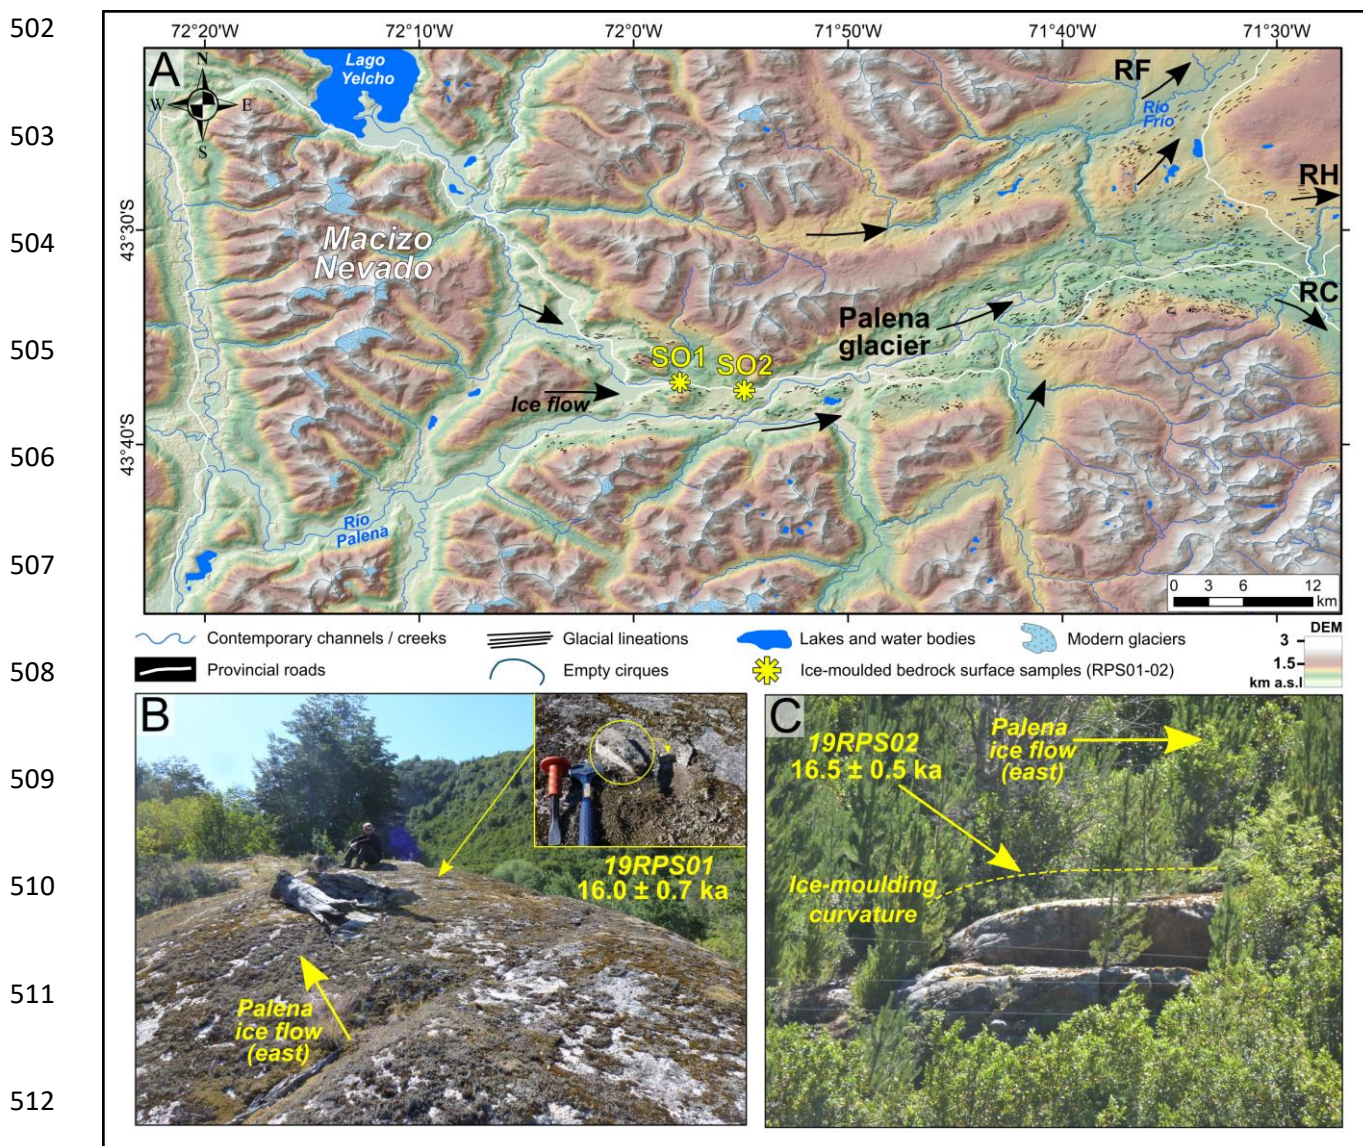 502
503
504
505
506
507
508
509
510
511
512
72°20'W
72°10'W
72°0'W
71°50'W
71°40'W
71°30'W
43°30'S
43°40'S
A
N
W
E
S
Lago
Yelcho
Macizo
Nevado
RF
Río
Frío
RH
RC
Palena
glacier
SO1
SO2
Ice flow
Río
Palena
0 3 6 12
km
Contemporary channels / creeks
Glacial lineations
Lakes and water bodies
Modern glaciers
Provincial roads
Empty cirques
Ice-moulded bedrock surface samples (RPS01-02)
DEM
3
1.5
km a.s.l
B
19RPS01
16.0 ± 0.7 ka
Palena
ice flow
(east)
C
19RPS02
16.5 ± 0.5 ka
Palena
ice flow
(east)
Ice-moulding
curvature